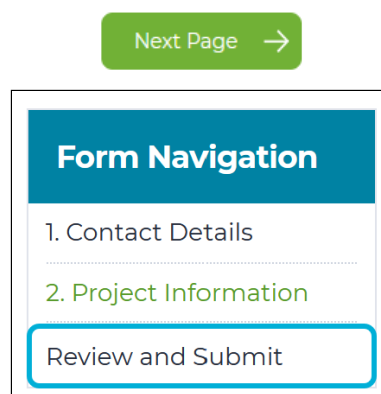 Next Page
Form Navigation
1. Contact Details
2. Project Information
Review and Submit